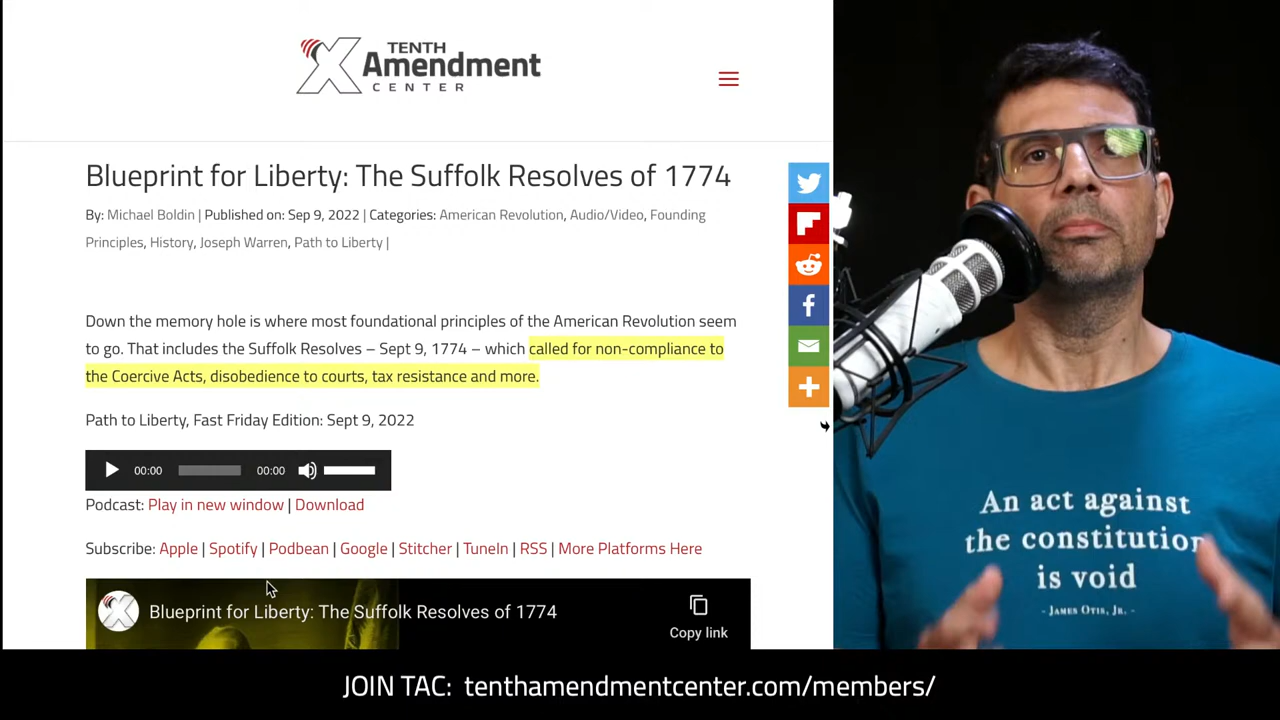 TENTH
Amendment
CENTER
Blueprint for Liberty: The Suffolk Resolves of 1774
By: Michael Boldin | Published on: Sep 9, 2022 | Categories: American Revolution, Audio/Video, Founding
Principles, History, Joseph Warren, Path to Liberty |
Down the memory hole is where most foundational principles of the American Revolution seem
to go. That includes the Suffolk Resolves – Sept 9, 1774 – which called for non-compliance to
the Coercive Acts, disobedience to courts, tax resistance and more.
Path to Liberty, Fast Friday Edition: Sept 9, 2022
00:00 00:00
Podcast: Play in new window | Download
Subscribe: Apple | Spotify | Podbean | Google | Stitcher | TuneIn | RSS | More Platforms Here
Blueprint for Liberty: The Suffolk Resolves of 1774
Copy link
An act against
the constitution
is void
- James Otis, Jr. -
JOIN TAC: tenthamendmentcenter.com/members/